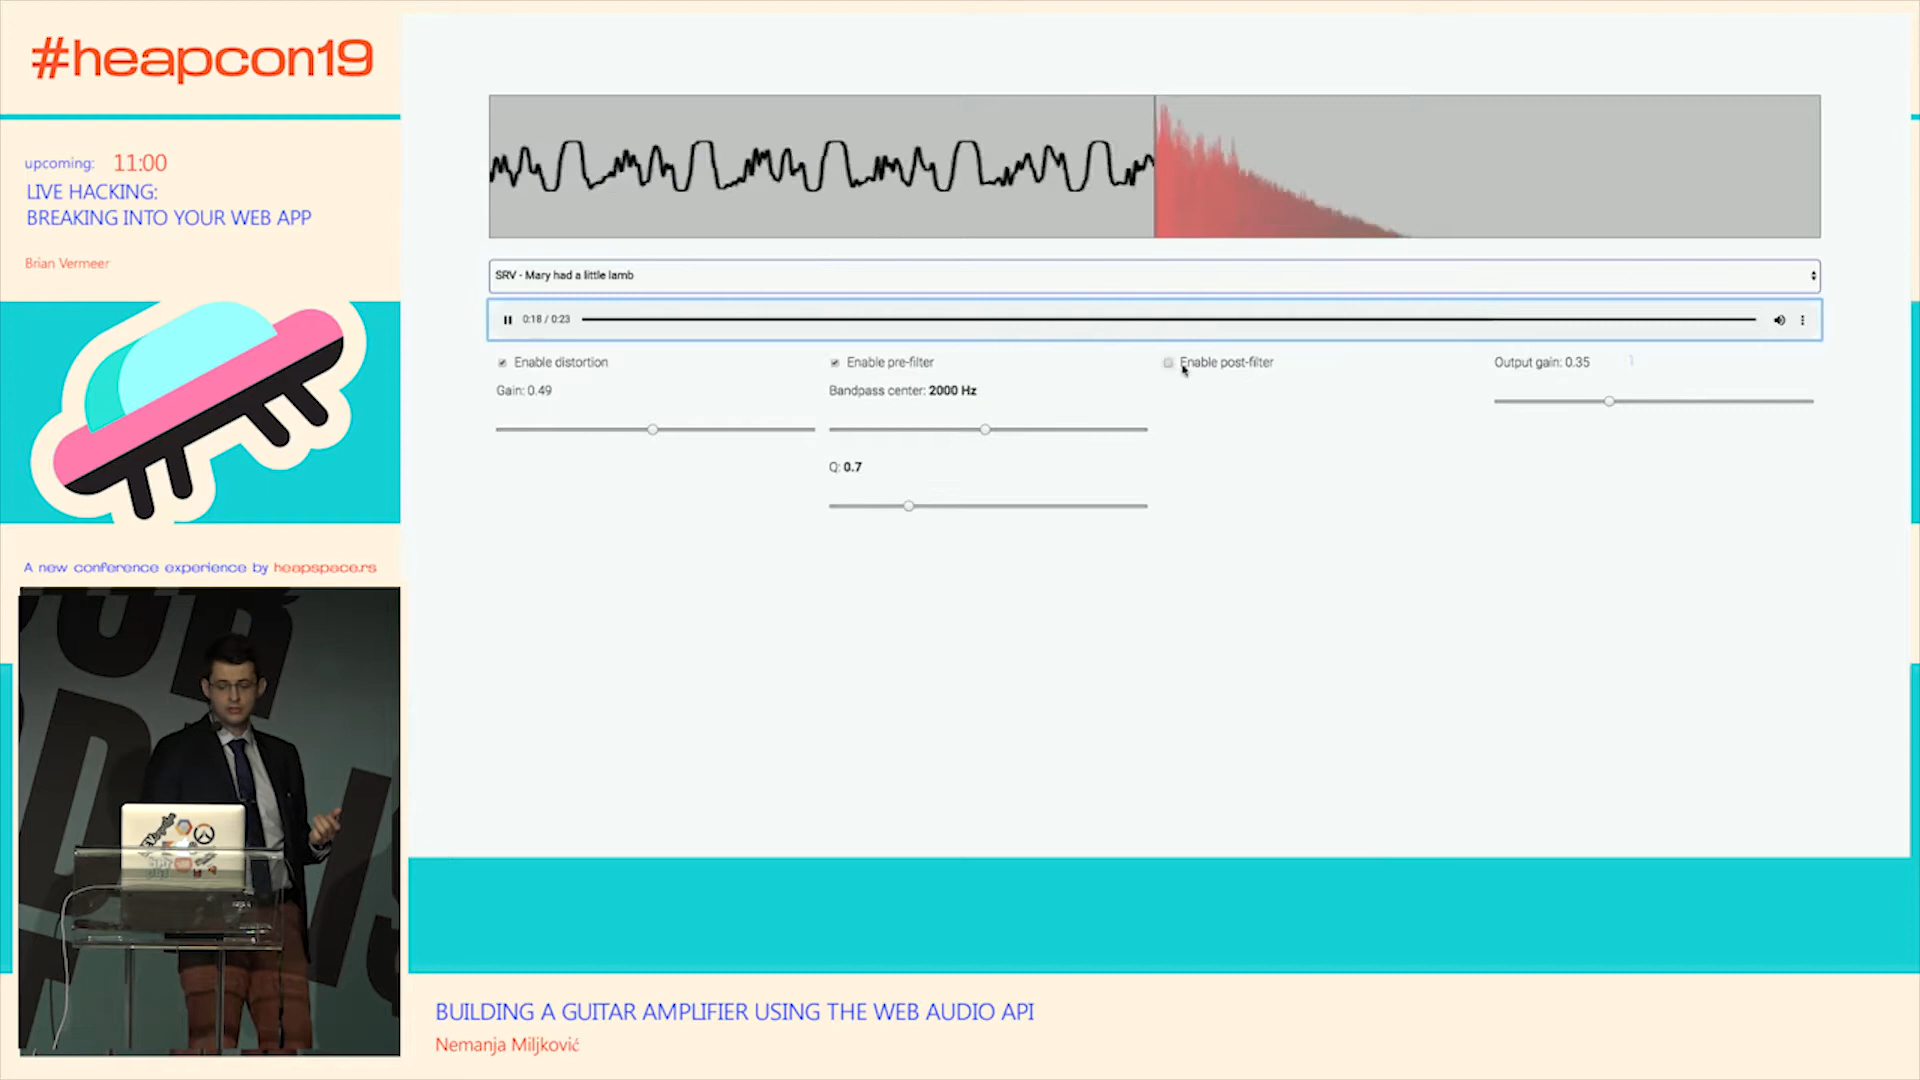 #heapcon19
upcoming: 11:00
LIVE HACKING:
BREAKING INTO YOUR WEB APP
Brian Vermeer
A new conference experience by heapspace.rs
SRV - Mary had a little lamb
0:18 / 0:23
Enable distortion
Gain: 0.49
Enable pre-filter
Bandpass center: 2000 Hz
Q: 0.7
Enable post-filter
Output gain: 0.35
1
BUILDING A GUITAR AMPLIFIER USING THE WEB AUDIO API
Nemanja Miljković